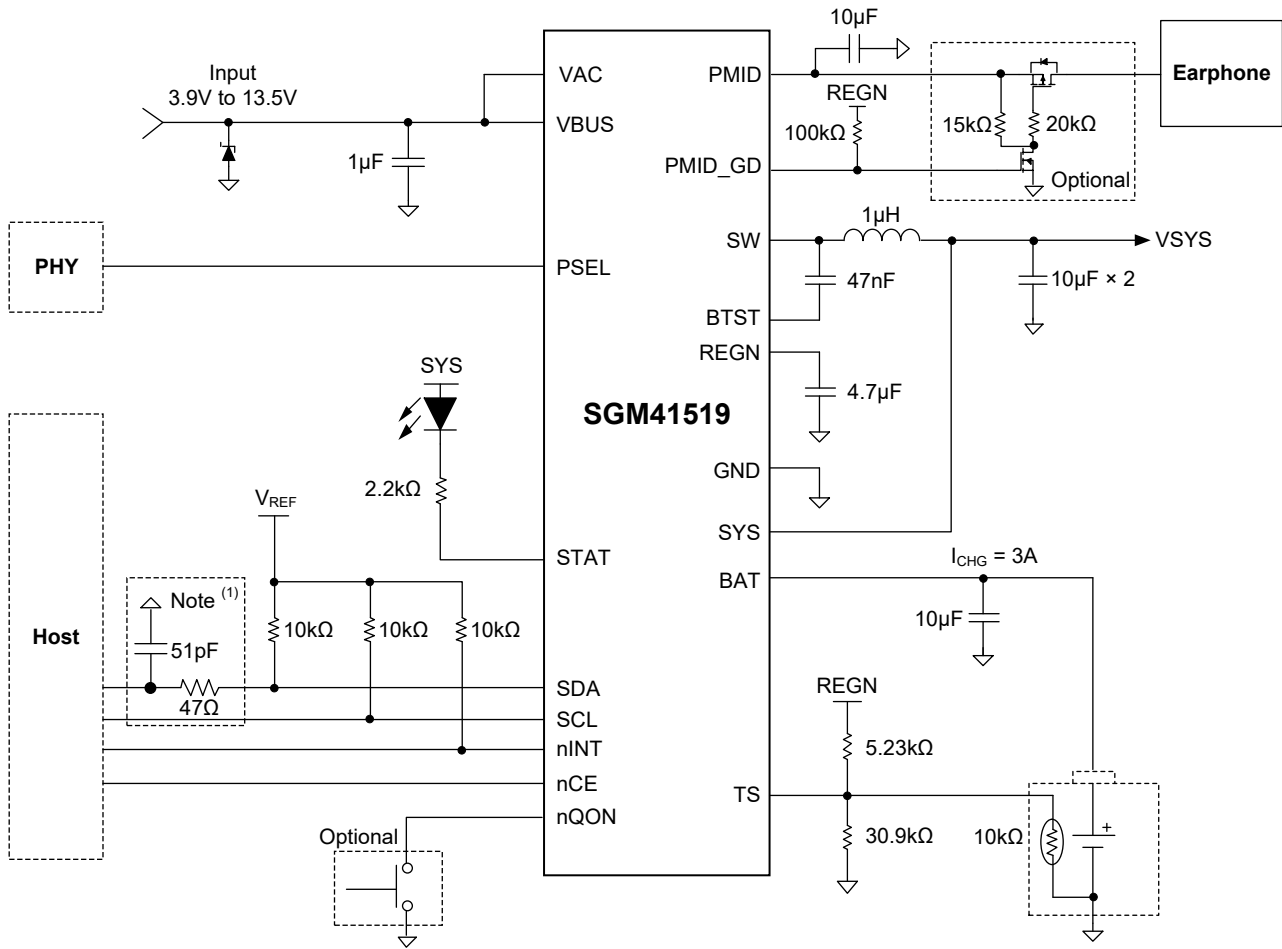 10µF
Input
3.9V to 13.5V
VAC
PMID
Earphone
REGN
VBUS
15kΩ
20kΩ
100kΩ
1µF
PMID_GD
Optional
1µH
SW
VSYS
PHY
PSEL
47nF
10µF × 2
BTST
REGN
SYS
4.7µF
SGM41519
GND
2.2kΩ
VREF
SYS
STAT
ICHG = 3A
BAT
Note (1)
10kΩ
10kΩ
10kΩ
10µF
Host
51pF
47Ω
SDA
REGN
SCL
nINT
5.23kΩ
nCE
TS
nQON
Optional
30.9kΩ
10kΩ
+